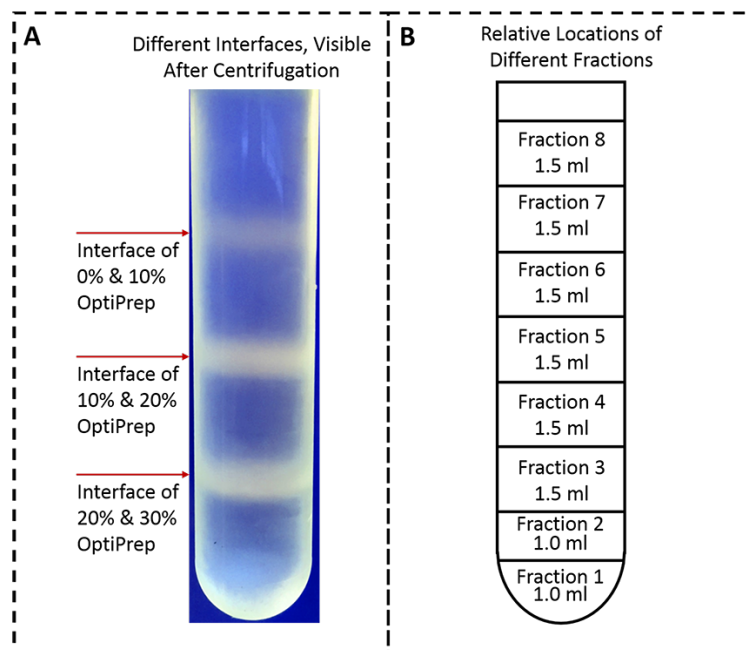 A
Different Interfaces, Visible
After Centrifugation
Interface of
0% & 10%
OptiPrep
Interface of
10% & 20%
OptiPrep
Interface of
20% & 30%
OptiPrep
B
Relative Locations of
Different Fractions
Fraction 8
1.5 ml
Fraction 7
1.5 ml
Fraction 6
1.5 ml
Fraction 5
1.5 ml
Fraction 4
1.5 ml
Fraction 3
1.5 ml
Fraction 2
1.0 ml
Fraction 1
1.0 ml